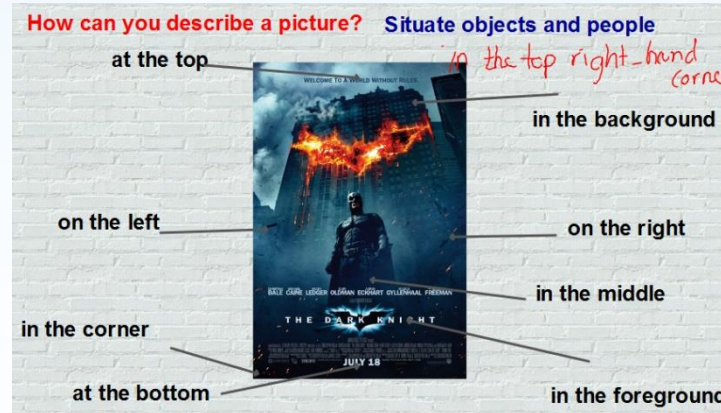 How can you describe a picture? Situate objects and people
at the top
in the top right-hand
corne
WELCOME TO A WORLD WITHOUT RULES.
in the background
on the left
on the right
BALE CAINE LEDGER OLDMAN ECKHART GYLLENHAAL FREEMAN
in the middle
THE DARK KNIGHT
in the corner
JULY 18
at the bottom
in the foreground